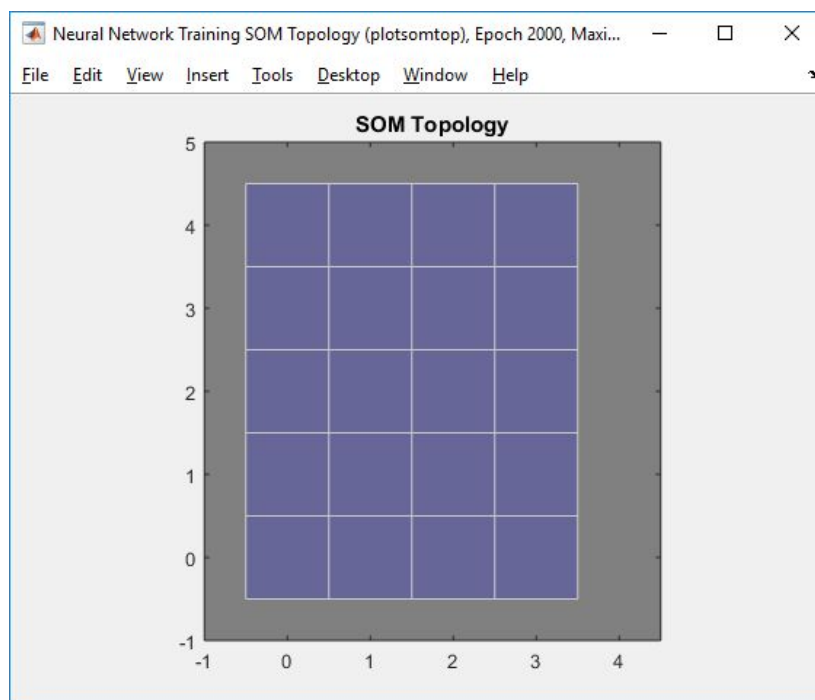 Neural Network Training SOM Topology (plotsomtop), Epoch 2000, Maxi...
File Edit View Insert Tools Desktop Window Help
SOM Topology
5
4
3
2
1
0
-1
-1 0 1 2 3 4